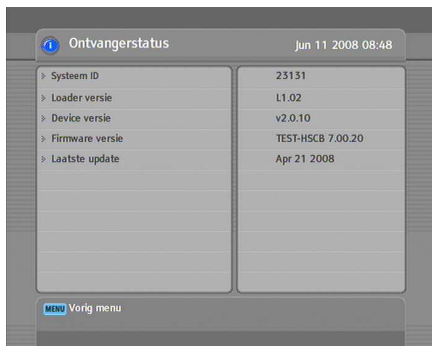 Ontvangerstatus Jun 11 2008 08:48
Systeem ID 23131
Loader versie L1.02
Device versie v2.0.10
Firmware versie TEST-HSCB 7.00.20
Laatste update Apr 21 2008
MENU Vorig menu